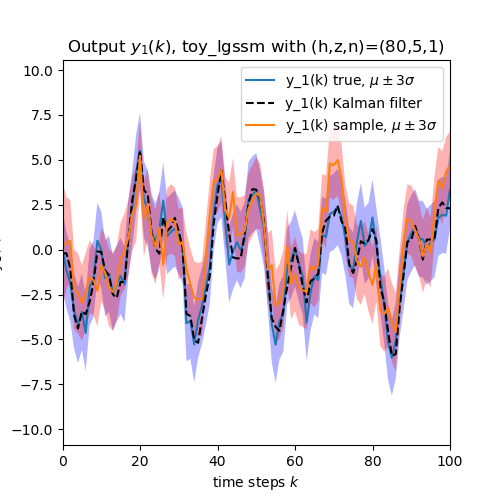 Output y₁(k), toy_lgssm with (h,z,n)=(80,5,1)
y_1(k) true, μ ± 3σ
y_1(k) Kalman filter
y_1(k) sample, μ ± 3σ
10.0
7.5
5.0
2.5
0.0
−2.5
−5.0
−7.5
−10.0
0 20 40 60 80 100
time steps k